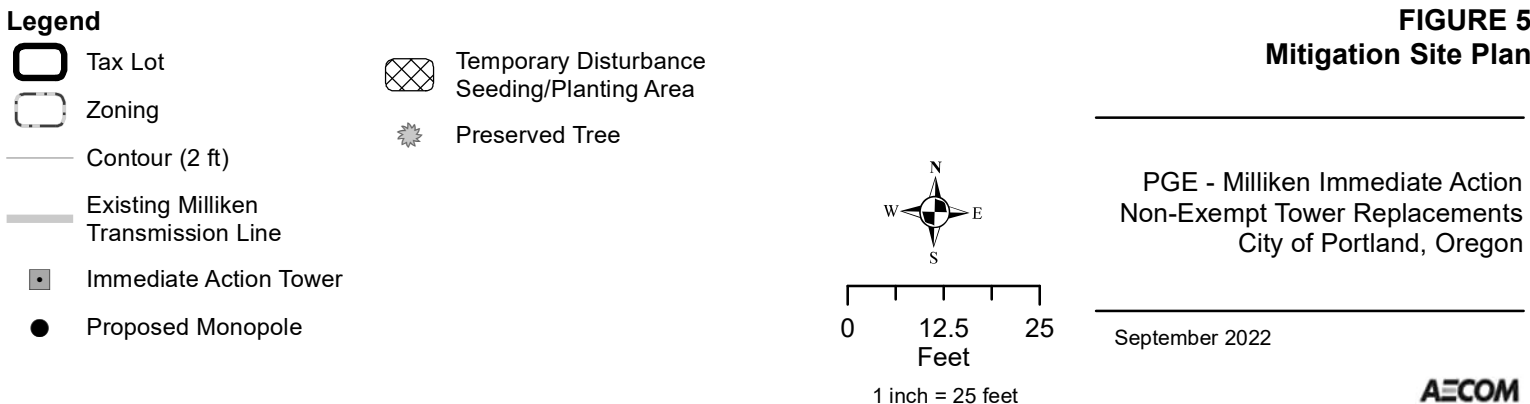 Legend
Tax Lot
Zoning
Contour (2 ft)
Existing Milliken
Transmission Line
Immediate Action Tower
Proposed Monopole
Temporary Disturbance
Seeding/Planting Area
Preserved Tree
N
W E
S
0 12.5 25
Feet
1 inch = 25 feet
FIGURE 5
Mitigation Site Plan
PGE - Milliken Immediate Action
Non-Exempt Tower Replacements
City of Portland, Oregon
September 2022
AECOM